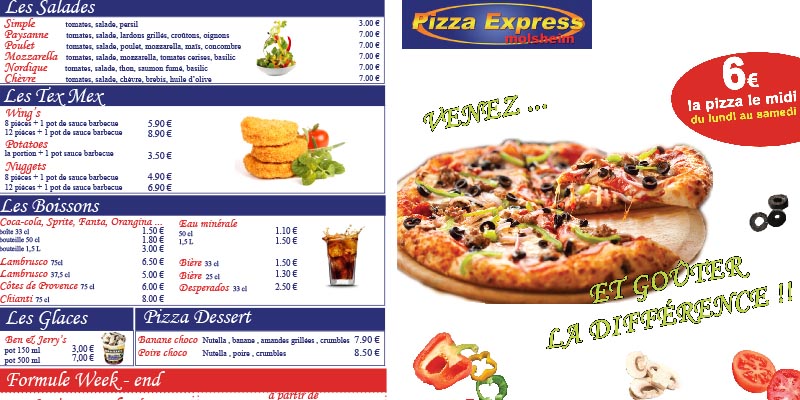 Les Salades
Simple tomates, salade, persil 3.00 €
Paysanne tomates, salade, lardons grillés, croûtons, oignons 7.00 €
Poulet tomates, salade, poulet, mozzarella, maïs, concombre 7.00 €
Mozzarella tomates, salade, mozzarella, tomates cerises, basilic 7.00 €
Nordique tomates, salade, thon, saumon fumé, basilic 7.00 €
Chèvre tomates, salade, chèvre, brebis, huile d'olive 7.00 €
Les Tex Mex
Wing's
8 pièces + 1 pot de sauce barbecue 5.90 €
12 pièces + 1 pot de sauce barbecue 8.90 €
Potatoes
la portion + 1 pot sauce barbecue 3.50 €
Nuggets
8 pièces + 1 pot de sauce barbecue 4.90 €
12 pièces + 1 pot de sauce barbecue 6.90 €
Les Boissons
Coca-cola, Sprite, Fanta, Orangina ...
boîte 33 cl 1.50 €
bouteille 50 cl 1.80 €
bouteille 1,5 L 3.00 €
Lambrusco 75cl 6.50 €
Lambrusco 37,5 cl 5.00 €
Côtes de Provence 75 cl 6.00 €
Chianti 75 cl 8.00 €
Eau minérale
50 cl 1.10 €
1,5 L 1.50 €
Bière 33 cl 1.50 €
Bière 25 cl 1.30 €
Desperados 33 cl 2.50 €
Les Glaces
Ben & Jerry's
pot 150 ml 3,00 €
pot 500 ml 7,00 €
Pizza Dessert
Banane choco Nutella, banane, amandes grillées, crumbles 7.90 €
Poire choco Nutella, poire, crumbles 8.50 €
Formule Week - end
à partir de
Pizza Express
molsheim
6€
la pizza le midi
du lundi au samedi
VENEZ ...
ET GOÛTER
LA DIFFÉRENCE !!